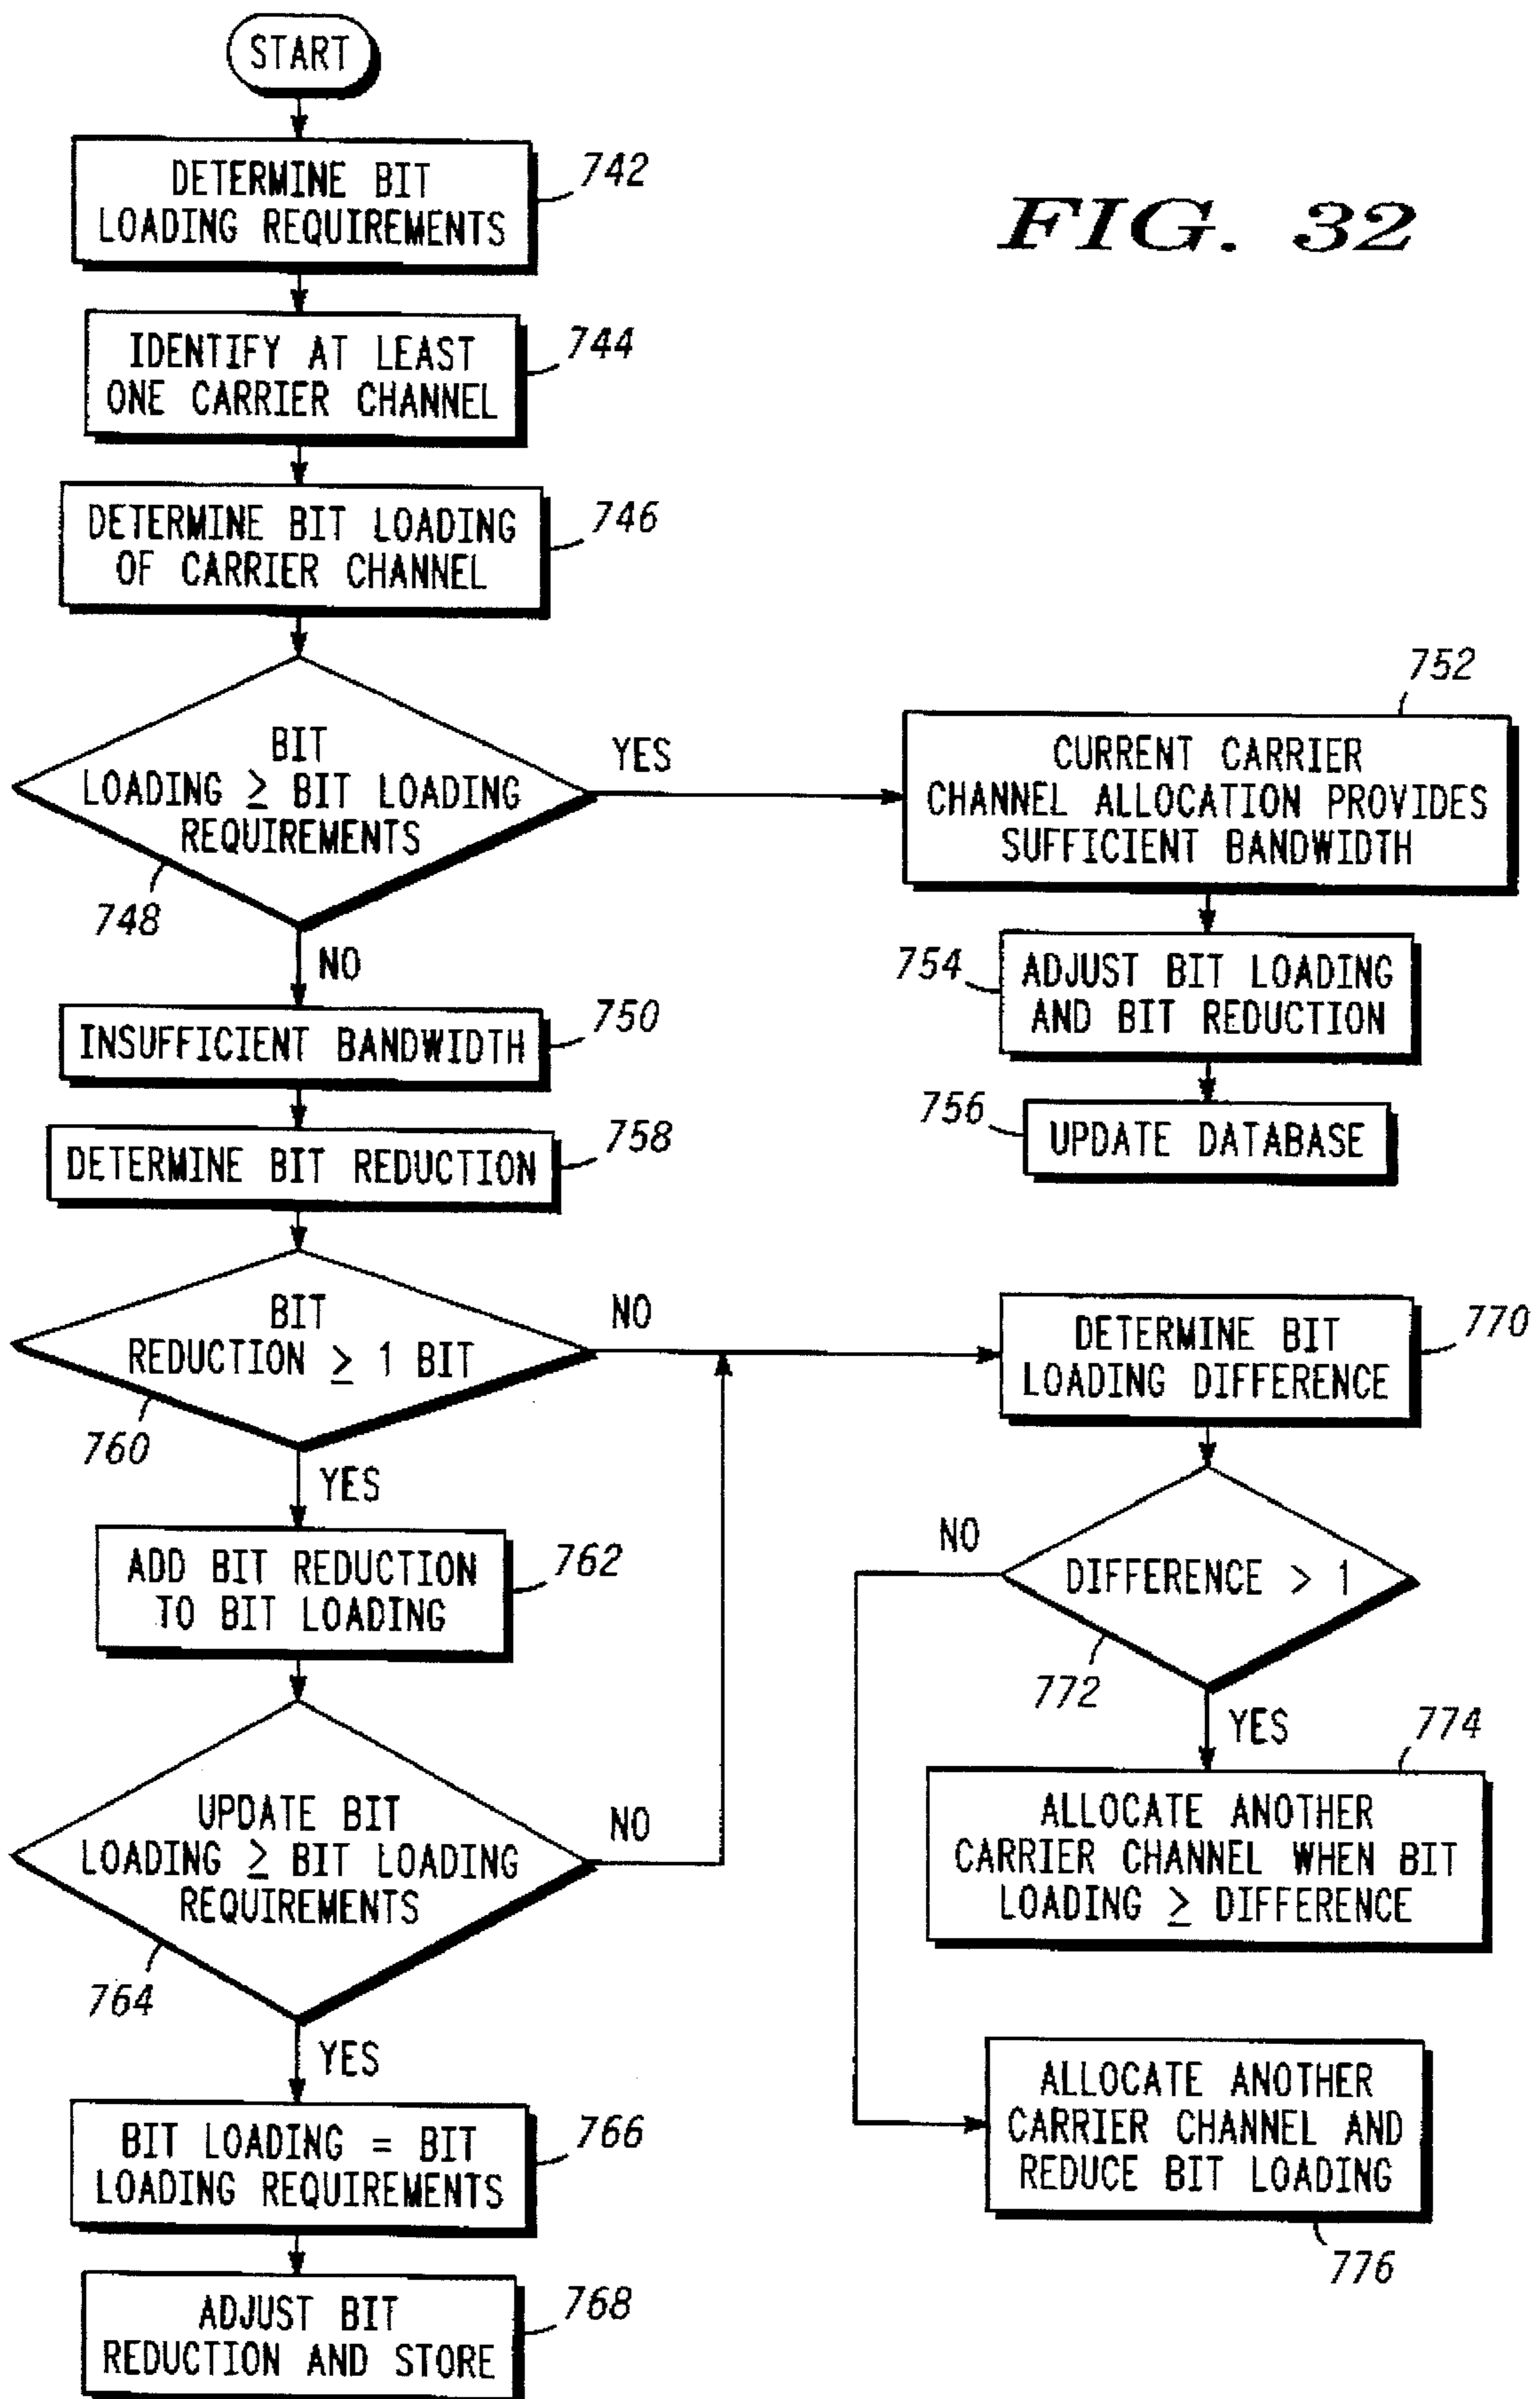 START
DETERMINE BIT
LOADING REQUIREMENTS
742
FIG. 32
IDENTIFY AT LEAST
ONE CARRIER CHANNEL
744
DETERMINE BIT LOADING
OF CARRIER CHANNEL
746
BIT
LOADING ≥ BIT LOADING
REQUIREMENTS
748
YES
NO
752
CURRENT CARRIER
CHANNEL ALLOCATION PROVIDES
SUFFICIENT BANDWIDTH
754
ADJUST BIT LOADING
AND BIT REDUCTION
756
UPDATE DATABASE
INSUFFICIENT BANDWIDTH
750
DETERMINE BIT REDUCTION
758
BIT
REDUCTION ≥ 1 BIT
760
NO
YES
ADD BIT REDUCTION
TO BIT LOADING
762
UPDATE BIT
LOADING ≥ BIT LOADING
REQUIREMENTS
764
NO
YES
BIT LOADING = BIT
LOADING REQUIREMENTS
766
ADJUST BIT
REDUCTION AND STORE
768
DETERMINE BIT
LOADING DIFFERENCE
770
DIFFERENCE > 1
772
NO
YES
774
ALLOCATE ANOTHER
CARRIER CHANNEL WHEN BIT
LOADING ≥ DIFFERENCE
ALLOCATE ANOTHER
CARRIER CHANNEL AND
REDUCE BIT LOADING
776